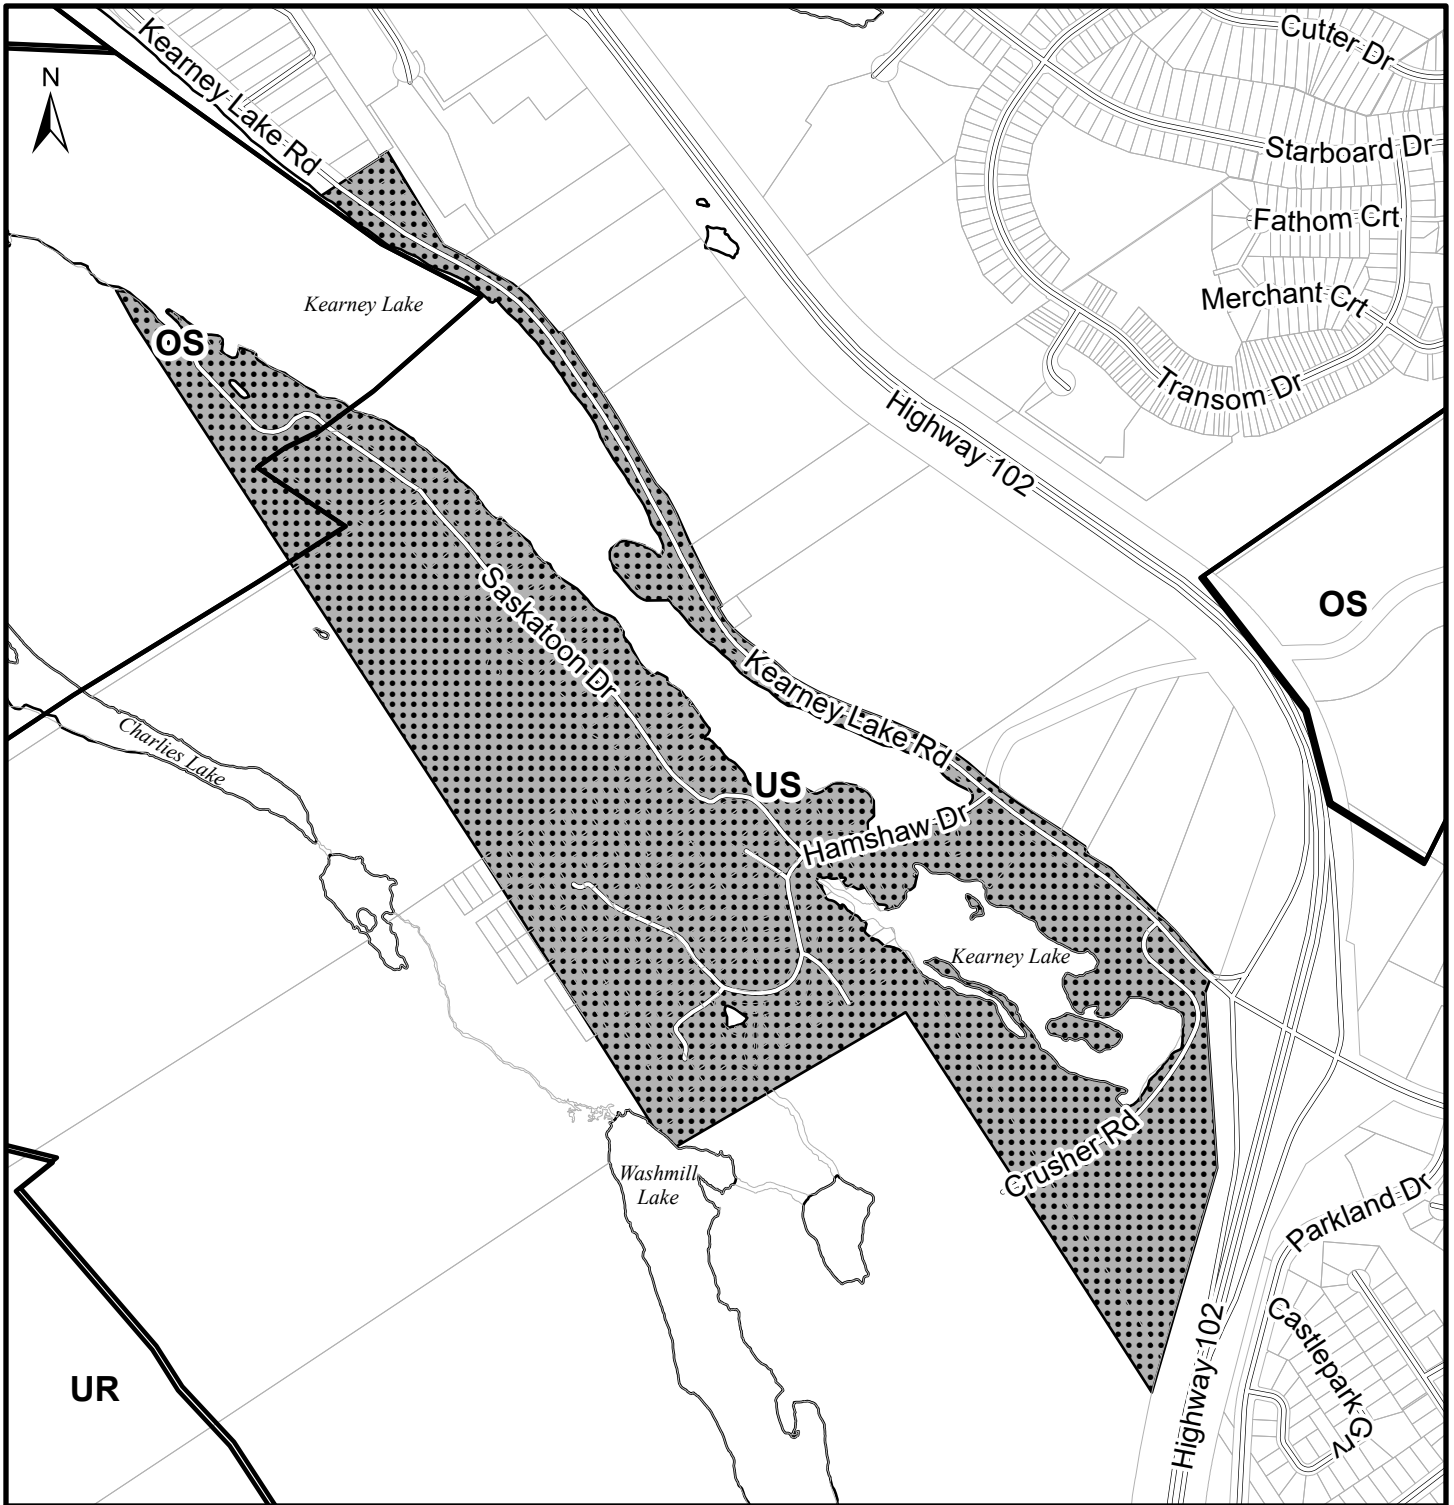 Cutter Dr
Kearney Lake Rd
N
Starboard Dr
Fathom Crt
Merchant Crt
Kearney Lake
OS
Transom Dr
Highway 102
OS
Saskatoon Dr
Kearney Lake Rd
Charlies Lake
US
Hamshaw Dr
Kearney Lake
Crusher Rd
Washmill
Lake
Parkland Dr
Castlepark Grv
Highway 102
UR